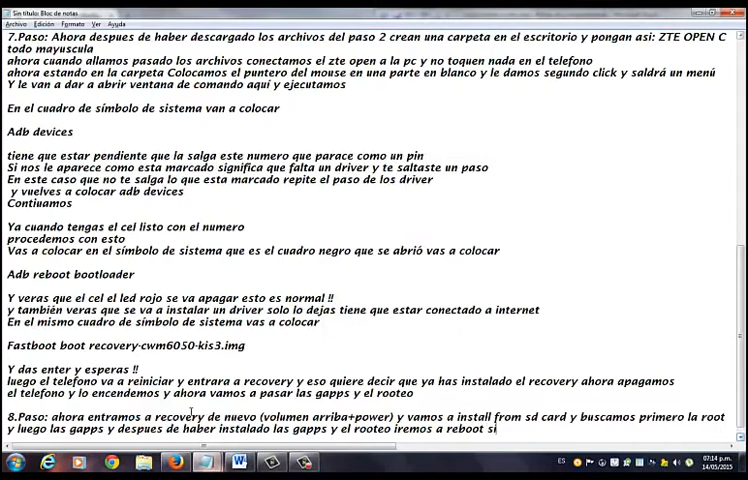 Sin título: Bloc de notas
Archivo Edición Formato Ver Ayuda
7.Paso: Ahora despues de haber descargado los archivos del paso 2 crean una carpeta en el escritorio y pongan asi: ZTE OPEN C
todo mayuscula
ahora cuando allamos pasado los archivos conectamos el zte open a la pc y no toquen nada en el telefono
ahora estando en la carpeta Colocamos el puntero del mouse en una parte en blanco y le damos segundo click y saldrá un menú
Y le van a dar a abrir ventana de comando aquí y ejecutamos
En el cuadro de símbolo de sistema van a colocar
Adb devices
tiene que estar pendiente que la salga este numero que parace como un pin
Si nos le aparece como esta marcado significa que falta un driver y te saltaste un paso
En este caso que no te salga lo que esta marcado repite el paso de los driver
y vuelves a colocar adb devices
Contiuamos
Ya cuando tengas el cel listo con el numero
procedemos con esto
Vas a colocar en el símbolo de sistema que es el cuadro negro que se abrió vas a colocar
Adb reboot bootloader
Y veras que el cel el led rojo se va apagar esto es normal !!
y también veras que se va a instalar un driver solo lo dejas tiene que estar conectado a internet
En el mismo cuadro de símbolo de sistema vas a colocar
Fastboot boot recovery-cwm6050-kis3.img
Y das enter y esperas !!
luego el telefono va a reiniciar y entrara a recovery y eso quiere decir que ya has instalado el recovery ahora apagamos
el telefono y lo encendemos y ahora vamos a pasar las gapps y el rooteo
8.Paso: ahora entramos a recovery de nuevo (volumen arriba+power) y vamos a install from sd card y buscamos primero la root
y luego las gapps y despues de haber instalado las gapps y el rooteo iremos a reboot si
ES
07:14 p.m.
14/05/2015